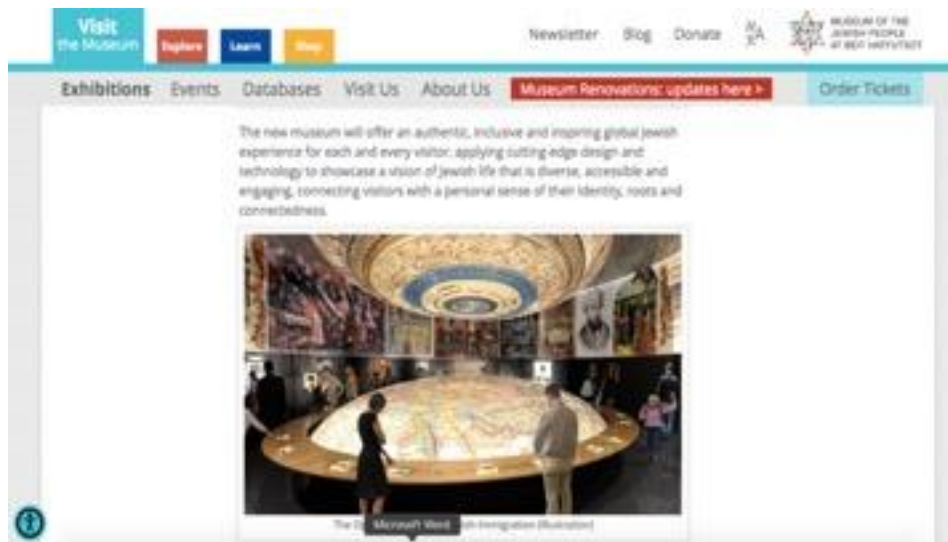 Visit
the Museum
Explore
Learn
Shop
Newsletter
Blog
Donate
MUSEUM OF THE
JEWISH PEOPLE
AT BEIT HATFUTSOT
Exhibitions
Events
Databases
Visit Us
About Us
Museum Renovations: updates here >
Order Tickets
The new museum will offer an authentic, inclusive and inspiring global Jewish
experience for each and every visitor, applying cutting-edge design and
technology to showcase a vision of Jewish life that is diverse, accessible and
engaging, connecting visitors with a personal sense of their identity, roots and
connectedness.
The
Microsoft Word
Immigration (Illustration)